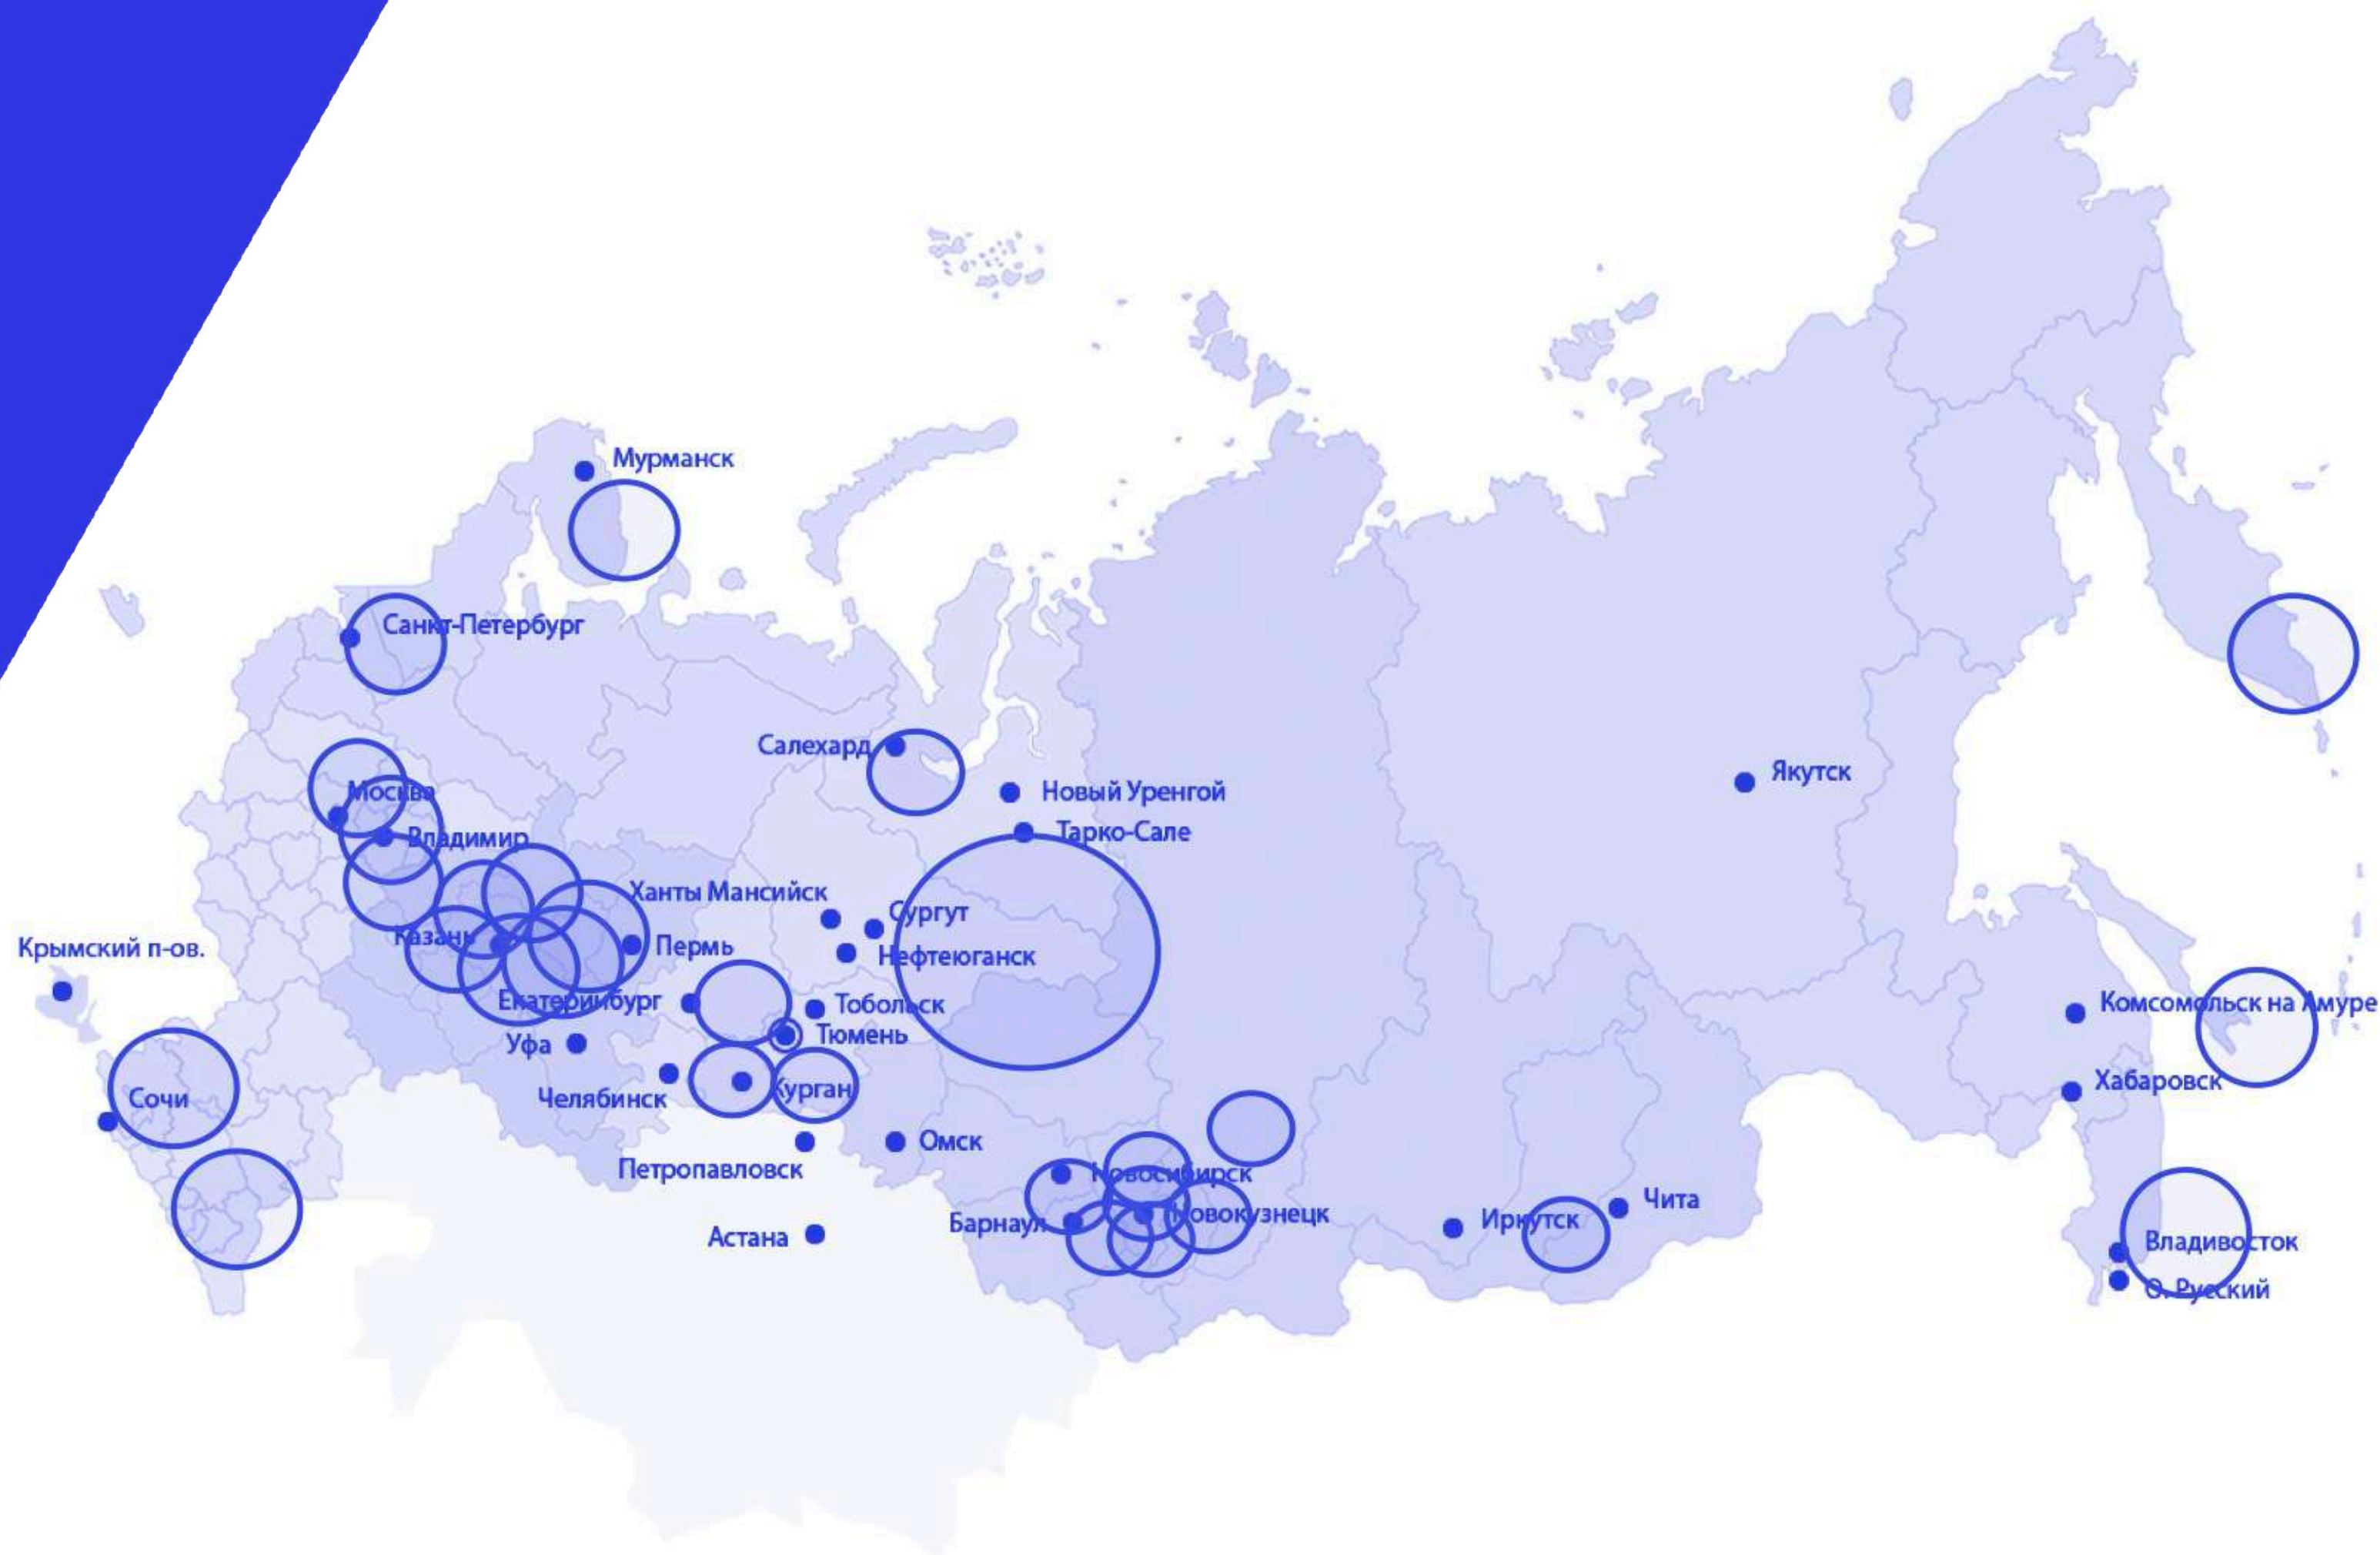 Мурманск
Санкт-Петербург
Салехард
Якутск
Москва
Новый Уренгой
Тарко-Сале
Владимир
Ханты Мансийск
Сургут
Казань
Пермь
Крымский п-ов.
Нефтеюганск
Екатеринбург
Тобольск
Комсомольск на Амуре
Тюмень
Уфа
Хабаровск
Челябинск
Курган
Сочи
Омск
Петропавловск
Новосибирск
Чита
Барнаул
Новокузнецк
Иркутск
Астана
Владивосток
О. Русский